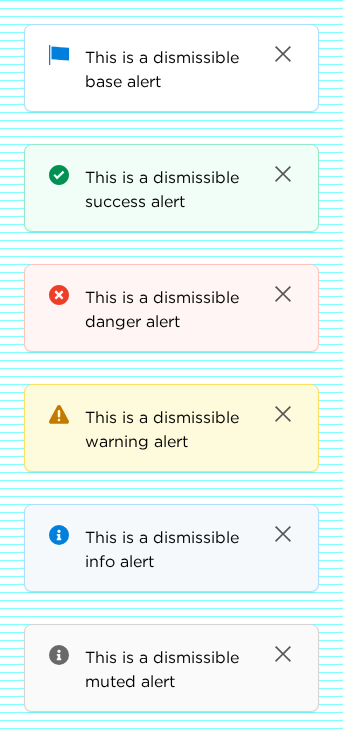 This is a dismissible
base alert
This is a dismissible
success alert
This is a dismissible
danger alert
This is a dismissible
warning alert
This is a dismissible
info alert
This is a dismissible
muted alert